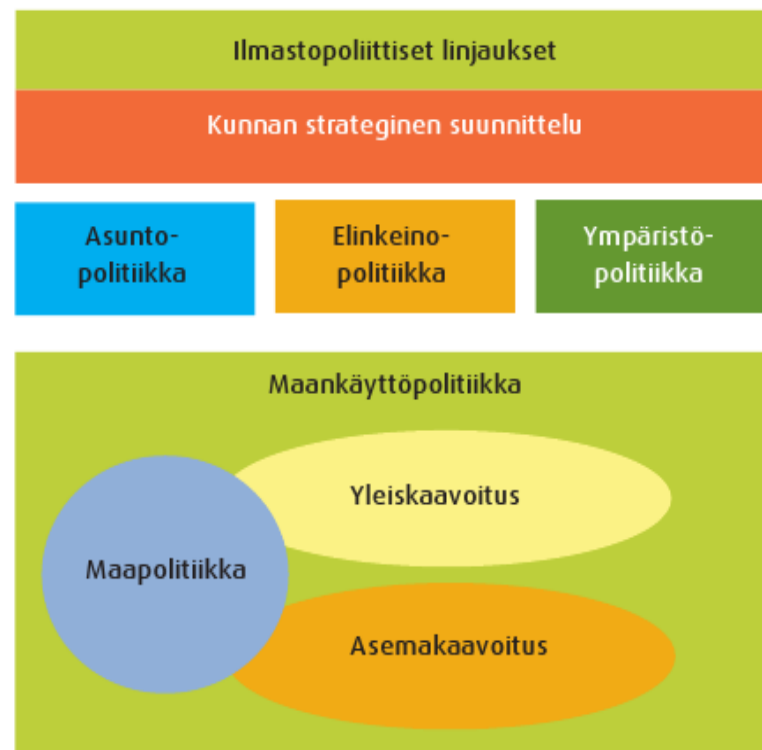 Ilmastopoliittiset linjaukset
Kunnan strateginen suunnittelu
Asunto-
politiikka
Elinkeino-
politiikka
Ympäristö-
politiikka
Maankäyttöpolitiikka
Yleiskaavoitus
Maapolitiikka
Asemakaavoitus